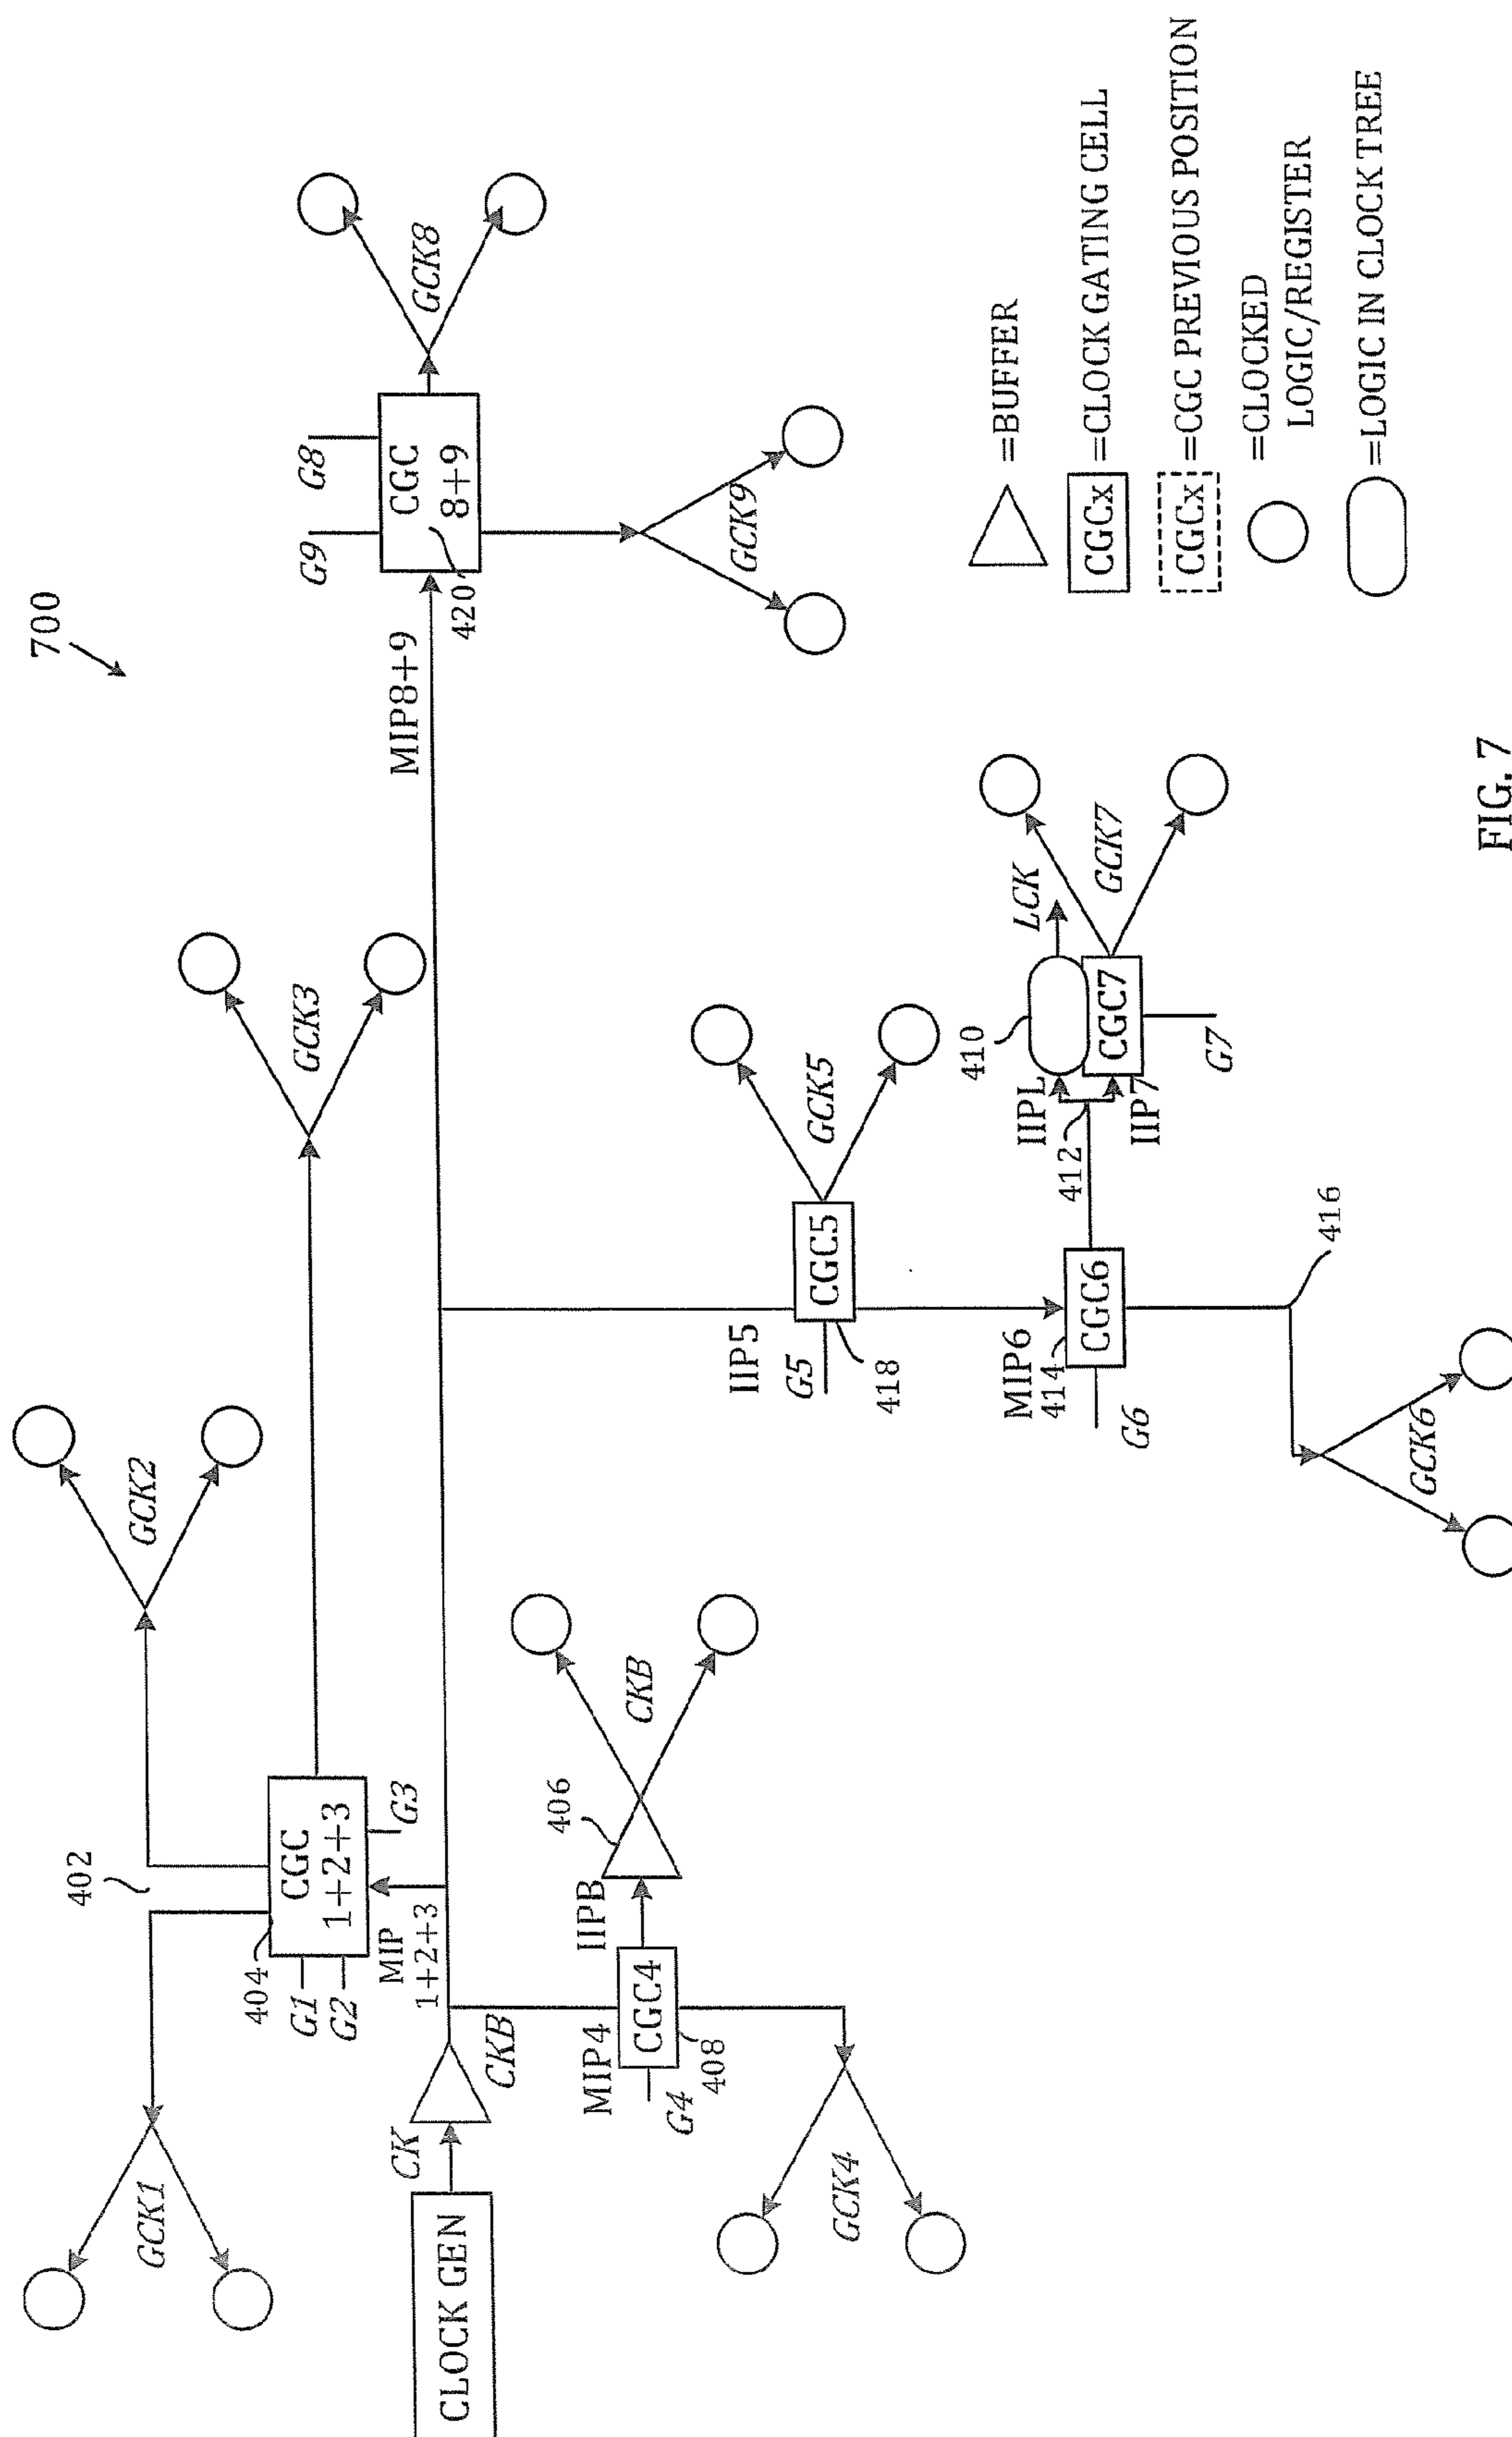 700
402
GCK1
GCK2
404
CGC
1+2+3
G1
G2
G3
GCK3
MIP
1+2+3
CLOCK GEN
CK
CKB
MIP8+9
G9
G8
CGC
8+9
420
GCK8
GCK9
MIP4
G4
CGC4
408
IIPB
406
CKB
GCK4
IIP5
G5
CGC5
418
GCK5
MIP6
414
G6
CGC6
412
IIPL
IIP7
410
LCK
CGC7
G7
GCK7
416
GCK6
=BUFFER
CGCx
=CLOCK GATING CELL
CGCx
=CGC PREVIOUS POSITION
=CLOCKED
LOGIC/REGISTER
=LOGIC IN CLOCK TREE
FIG. 7